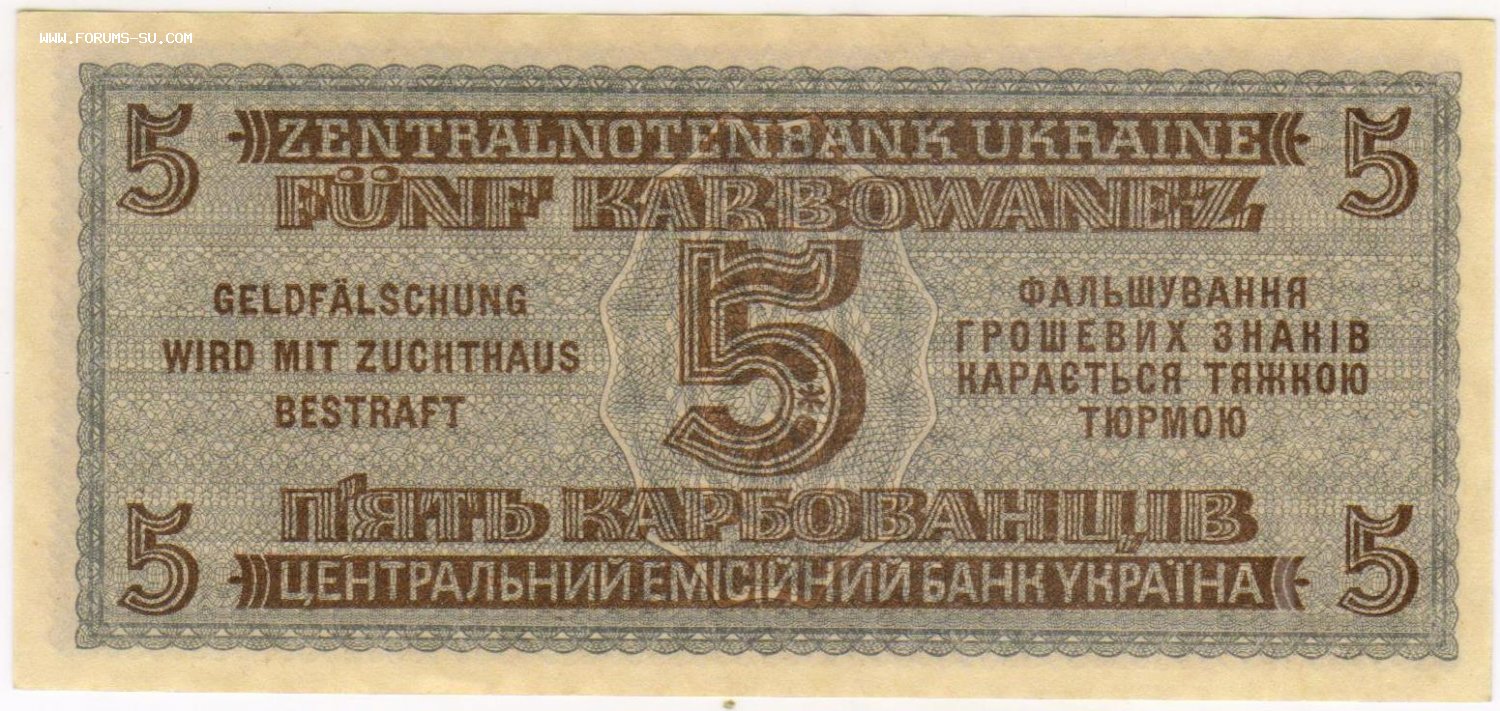 WWW.FORUMS-SU.COM
5 ZENTRALNOTENBANK UKRAINE 5
FÜNF KARBOWANEZ
5
GELDFÄLSCHUNG
WIRD MIT ZUCHTHAUS
BESTRAFT
ФАЛЬШУВАННЯ
ГРОШЕВИХ ЗНАКІВ
КАРАЄТЬСЯ ТЯЖКОЮ
ТЮРМОЮ
П'ЯТЬ КАРБОВАНЦІВ
5 ЦЕНТРАЛЬНИЙ ЕМІСІЙНИЙ БАНК УКРАЇНА 5